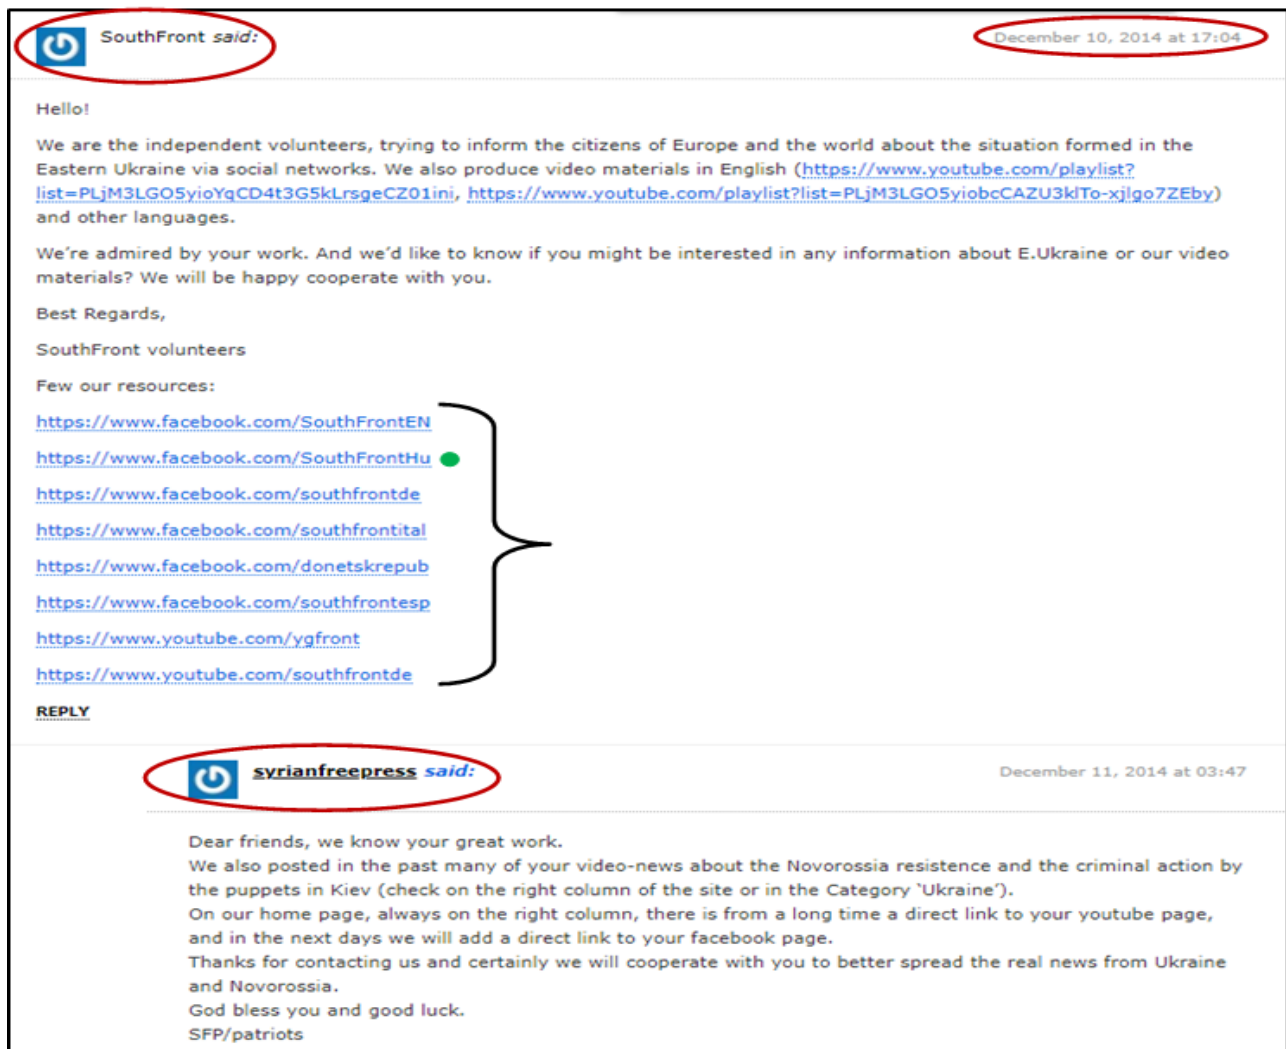 SouthFront said:
December 10, 2014 at 17:04
Hello!
We are the independent volunteers, trying to inform the citizens of Europe and the world about the situation formed in the
Eastern Ukraine via social networks. We also produce video materials in English (https://www.youtube.com/playlist?
list=PLjM3LGO5yioYqCD4t3G5kLrsgeCZ01ini, https://www.youtube.com/playlist?list=PLjM3LGO5yiobcCAZU3klTo-xjlgo7ZEby)
and other languages.
We're admired by your work. And we'd like to know if you might be interested in any information about E.Ukraine or our video
materials? We will be happy cooperate with you.
Best Regards,
SouthFront volunteers
Few our resources:
https://www.facebook.com/SouthFrontEN
https://www.facebook.com/SouthFrontHu
https://www.facebook.com/southfrontde
https://www.facebook.com/southfrontital
https://www.facebook.com/donetskrepub
https://www.facebook.com/southfrontesp
https://www.youtube.com/ygfront
https://www.youtube.com/southfrontde
REPLY
syrianfreepress said:
December 11, 2014 at 03:47
Dear friends, we know your great work.
We also posted in the past many of your video-news about the Novorossia resistence and the criminal action by
the puppets in Kiev (check on the right column of the site or in the Category ‘Ukraine’).
On our home page, always on the right column, there is from a long time a direct link to your youtube page,
and in the next days we will add a direct link to your facebook page.
Thanks for contacting us and certainly we will cooperate with you to better spread the real news from Ukraine
and Novorossia.
God bless you and good luck.
SFP/patriots